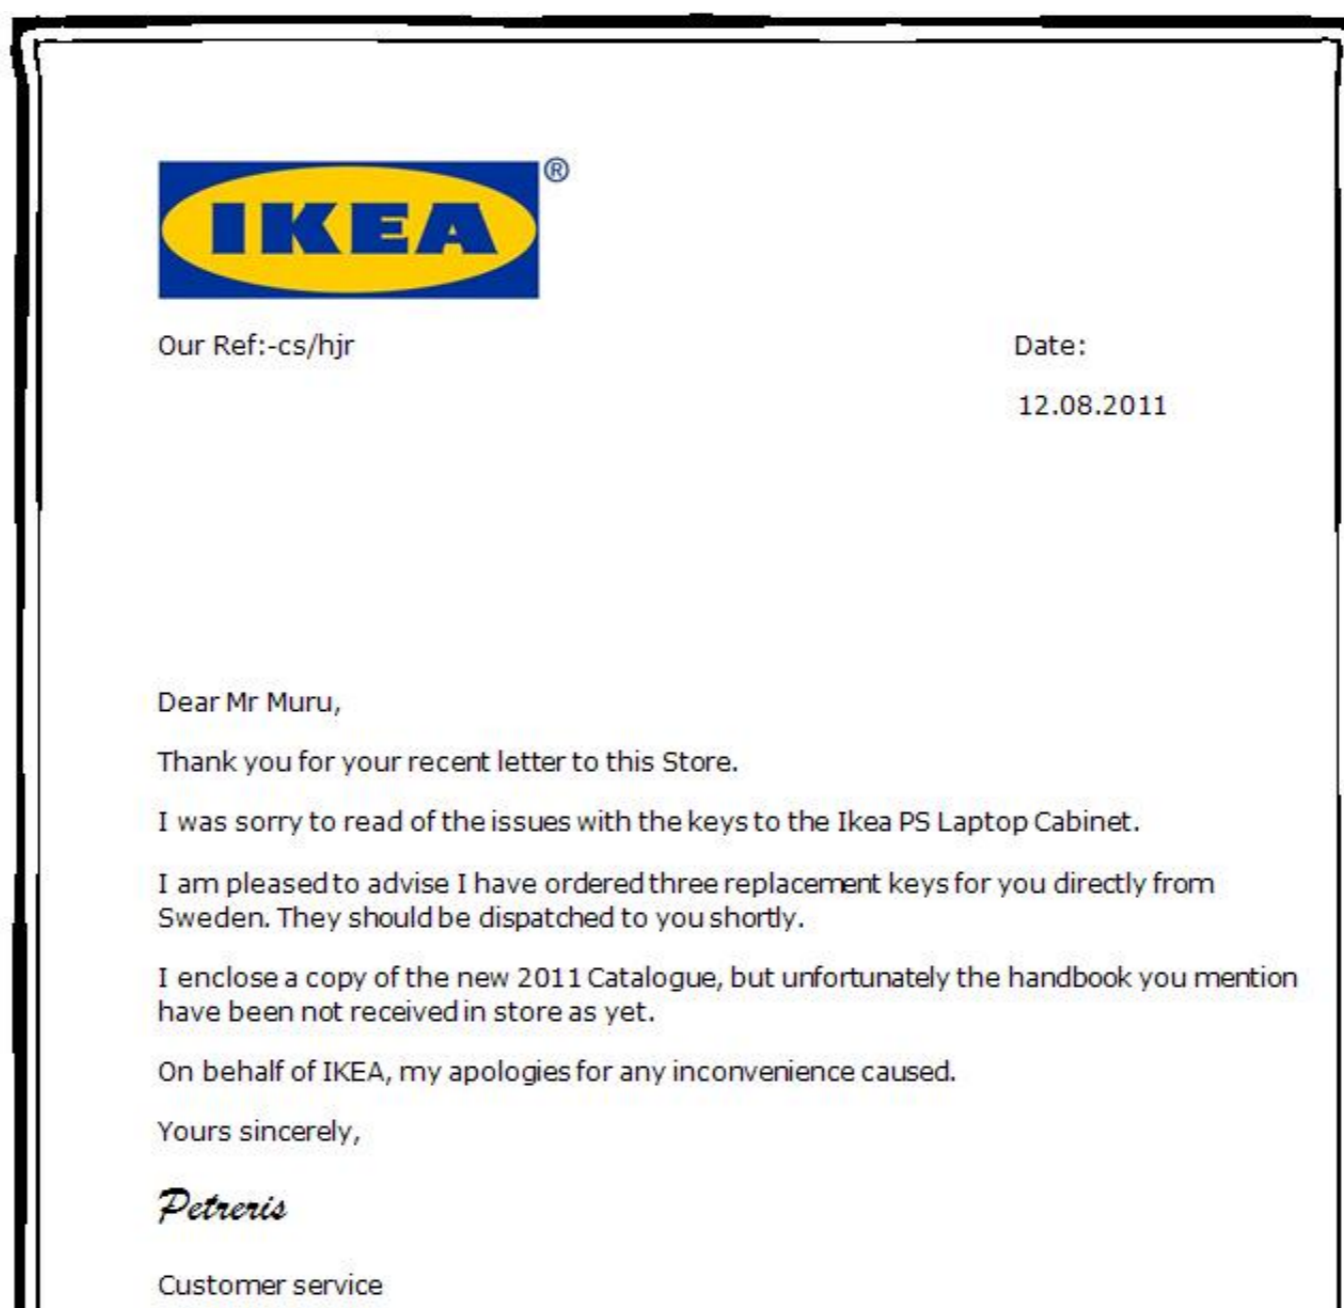 IKEA®
Our Ref:-cs/hjr
Date:
12.08.2011
Dear Mr Muru,
Thank you for your recent letter to this Store.
I was sorry to read of the issues with the keys to the Ikea PS Laptop Cabinet.
I am pleased to advise I have ordered three replacement keys for you directly from
Sweden. They should be dispatched to you shortly.
I enclose a copy of the new 2011 Catalogue, but unfortunately the handbook you mention
have been not received in store as yet.
On behalf of IKEA, my apologies for any inconvenience caused.
Yours sincerely,
Petreris
Customer service